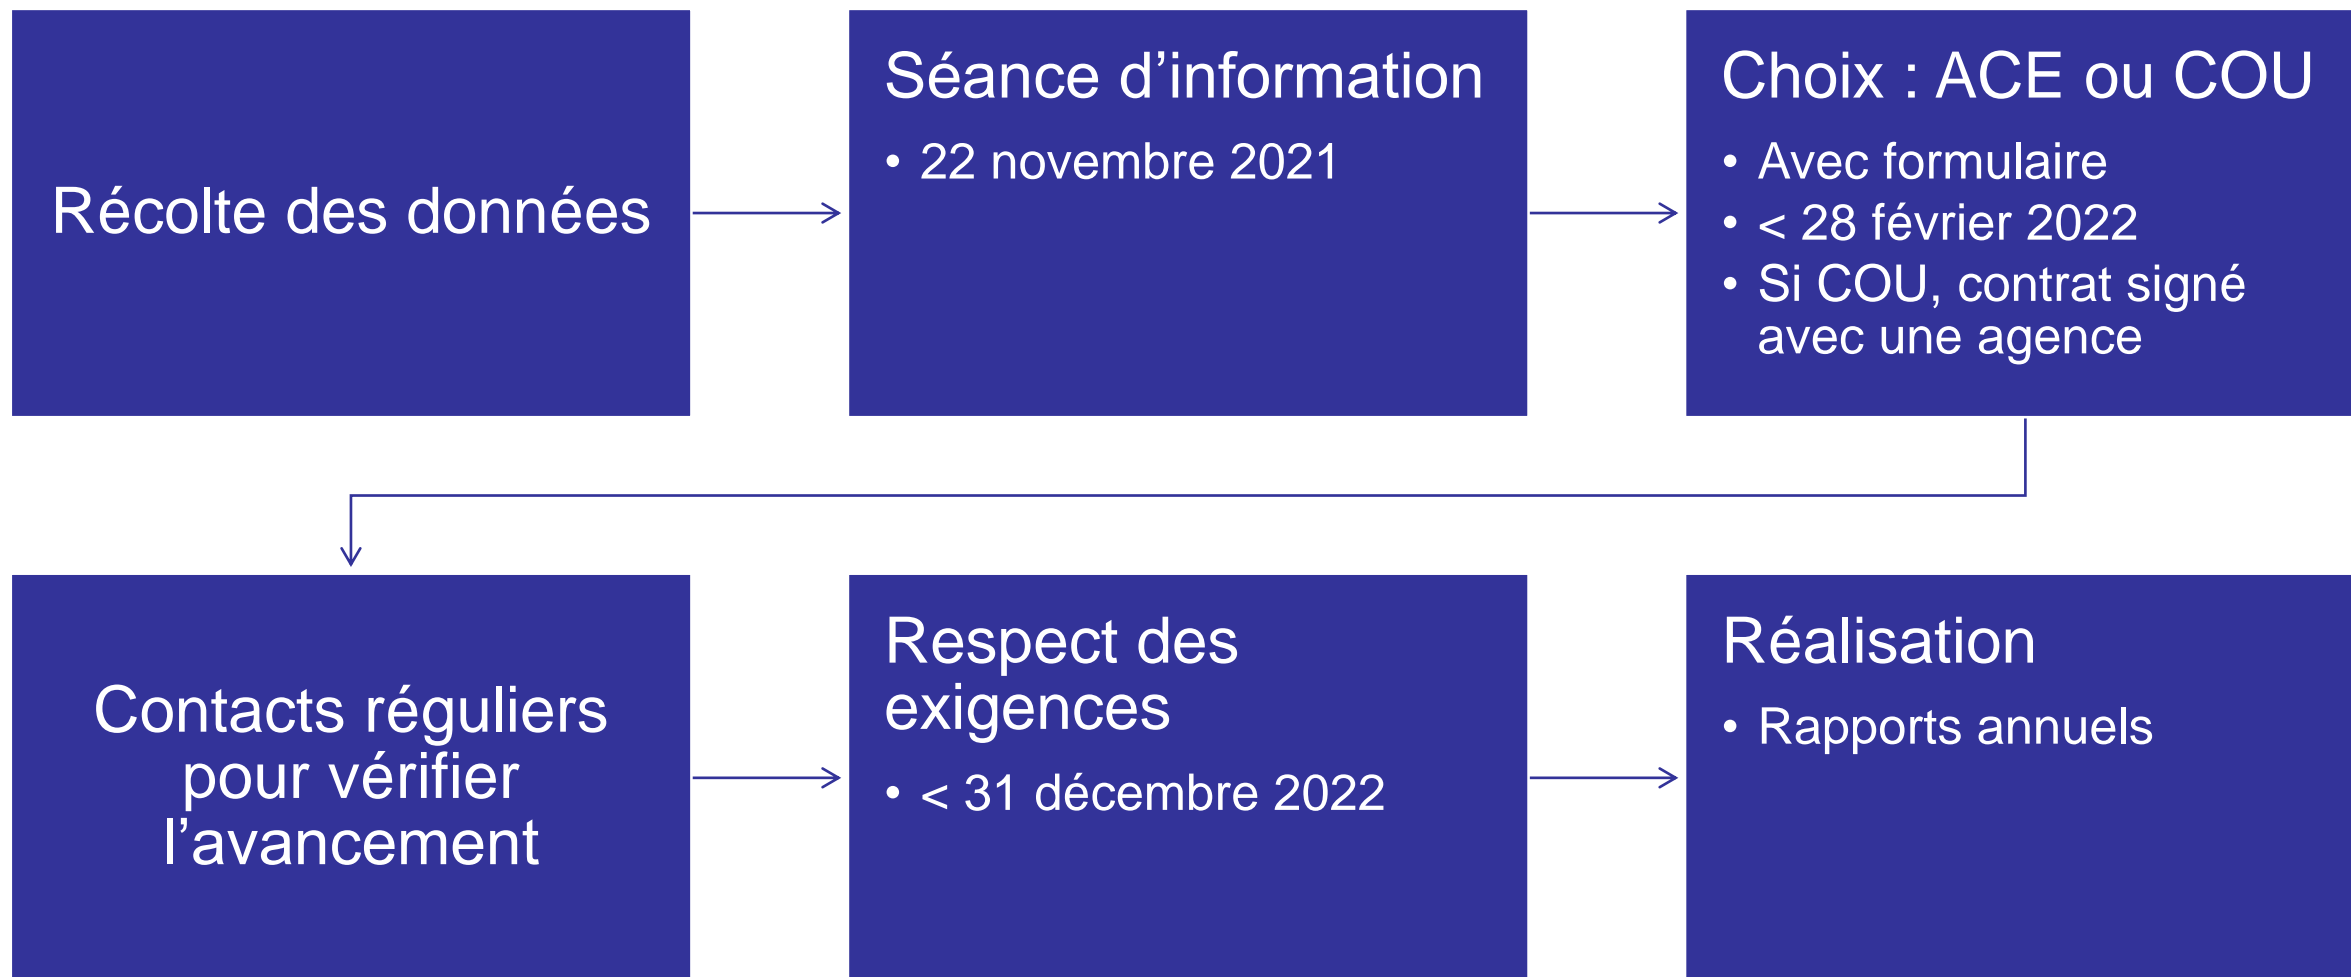 Récolte des données
Séance d’information
• 22 novembre 2021
Choix : ACE ou COU
• Avec formulaire
• < 28 février 2022
• Si COU, contrat signé
avec une agence
Contacts réguliers
pour vérifier
l’avancement
Respect des
exigences
• < 31 décembre 2022
Réalisation
• Rapports annuels